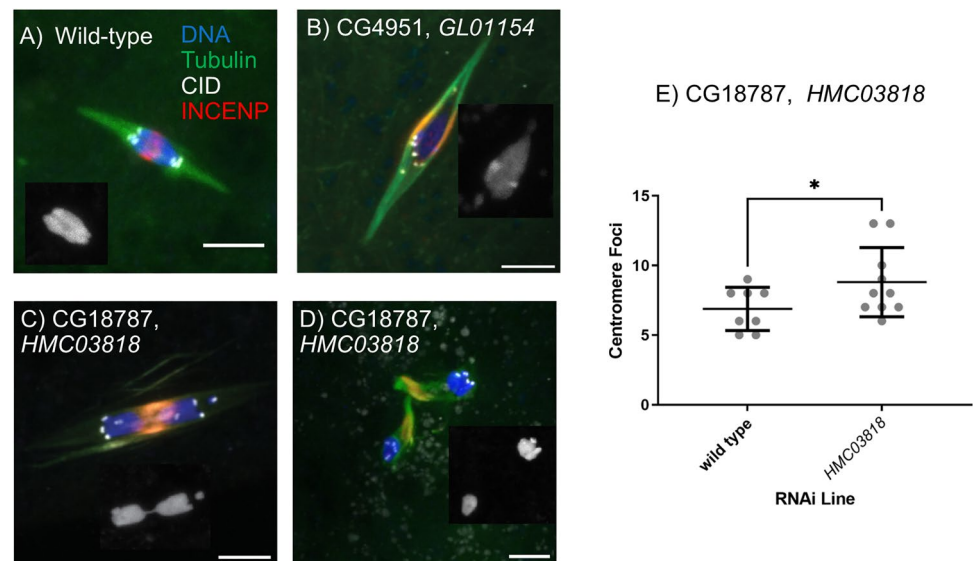 A) Wild-type
DNA
Tubulin
CID
INCENP
B) CG4951, GL01154
C) CG18787,
HMC03818
D) CG18787,
HMC03818
E) CG18787, HMC03818
*
15
10
5
0
Centromere Foci
wild type
HMC03818
RNAi Line